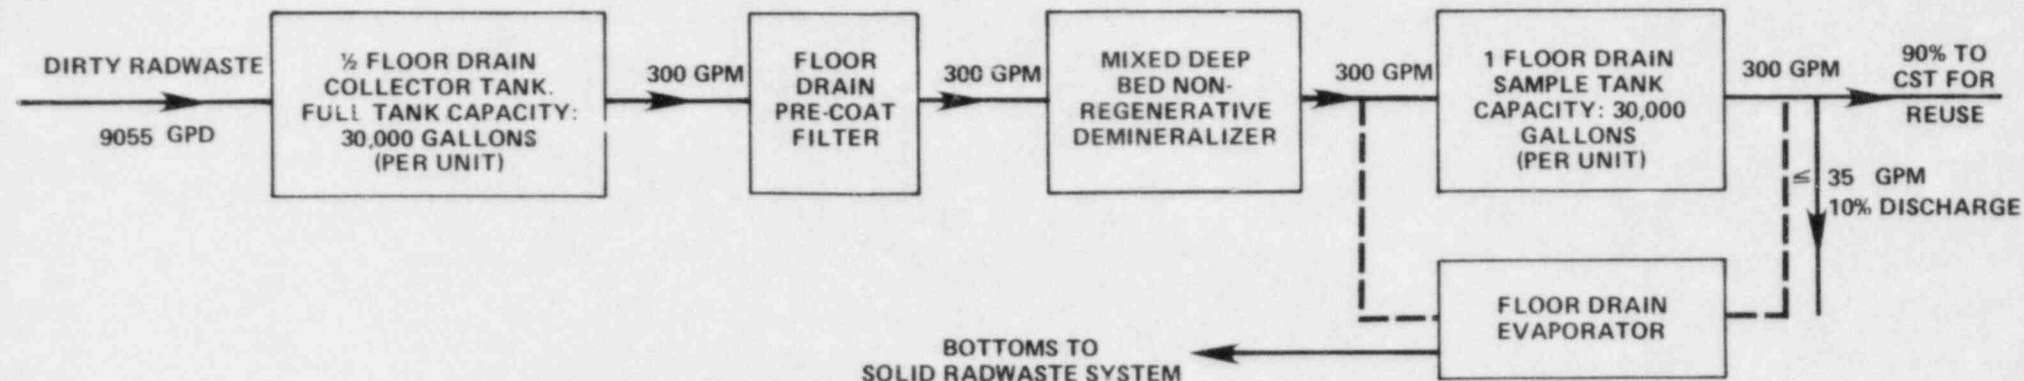 DIRTY RADWASTE
9055 GPD
½ FLOOR DRAIN
COLLECTOR TANK.
FULL TANK CAPACITY:
30,000 GALLONS
(PER UNIT)
300 GPM
FLOOR
DRAIN
PRE-COAT
FILTER
300 GPM
MIXED DEEP
BED NON-
REGENERATIVE
DEMINERALIZER
300 GPM
1 FLOOR DRAIN
SAMPLE TANK
CAPACITY: 30,000
GALLONS
(PER UNIT)
300 GPM
90% TO
CST FOR
REUSE
≦ 35 GPM
10% DISCHARGE
FLOOR DRAIN
EVAPORATOR
BOTTOMS TO
SOLID RADWASTE SYSTEM